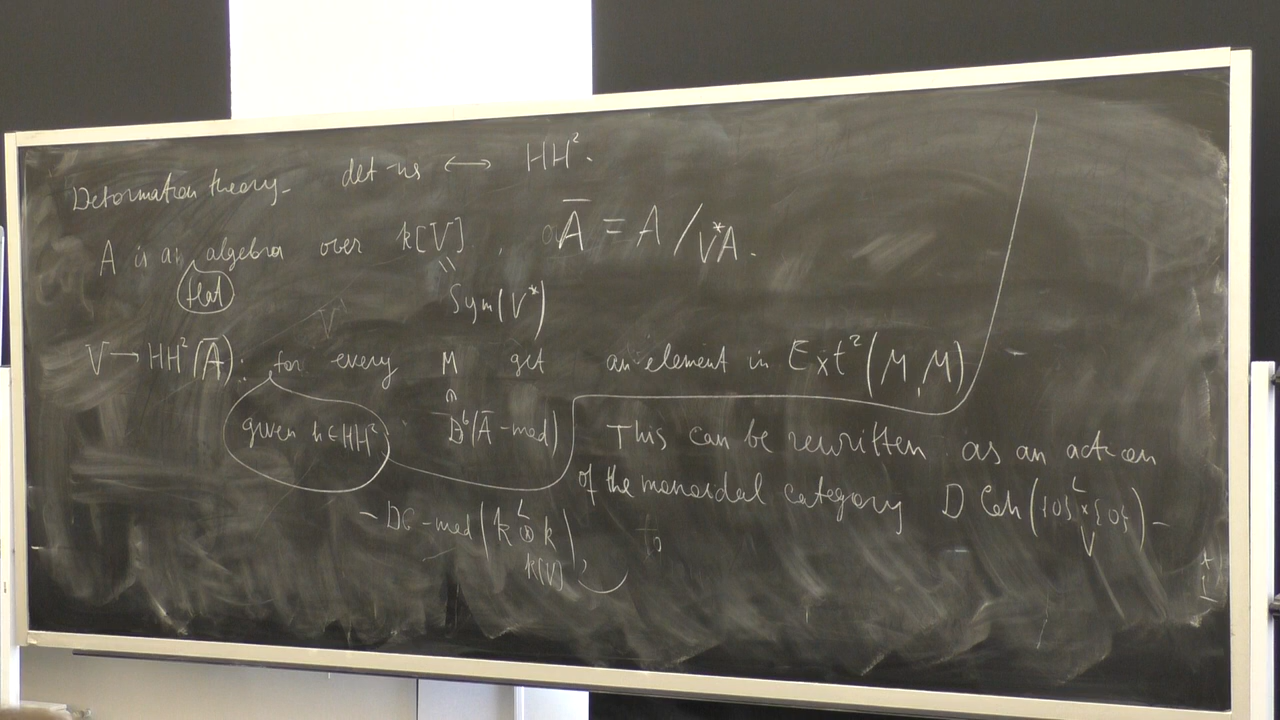 Deformation theory. def-ns ↔ HH².
A is an algebra over k[V], Ā = A/V*A.
flat
Sym(V*)
V → HH²(Ā): for every M get an element in Ext²(M,M)
∩
given h∈HH² D^b(Ā-mod)
This can be rewritten as an action
of the monoidal category DCoh({0} ×^L_V {0}) –
– DG-mod(k ⊗^L_{k[V]} k)